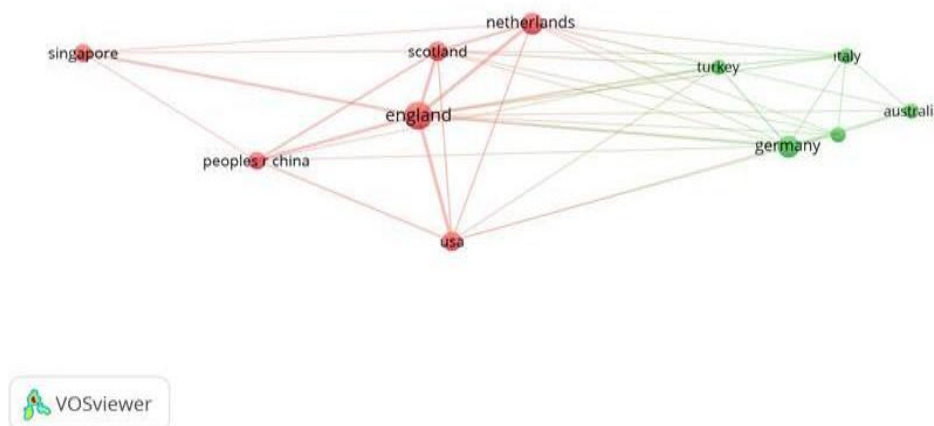 netherlands
singapore
scotland
turkey
italy
england
australi
germany
peoples r china
usa
VOSviewer